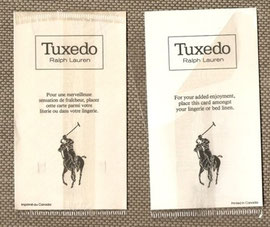 Tuxedo
Ralph Lauren
Pour une merveilleuse
sensation de fraîcheur, placez
cette carte parmi votre
literie ou dans votre lingerie.
Imprimé au Canada
Tuxedo
Ralph Lauren
For your added enjoyment,
place this card amongst
your lingerie or bed linen.
Printed in Canada